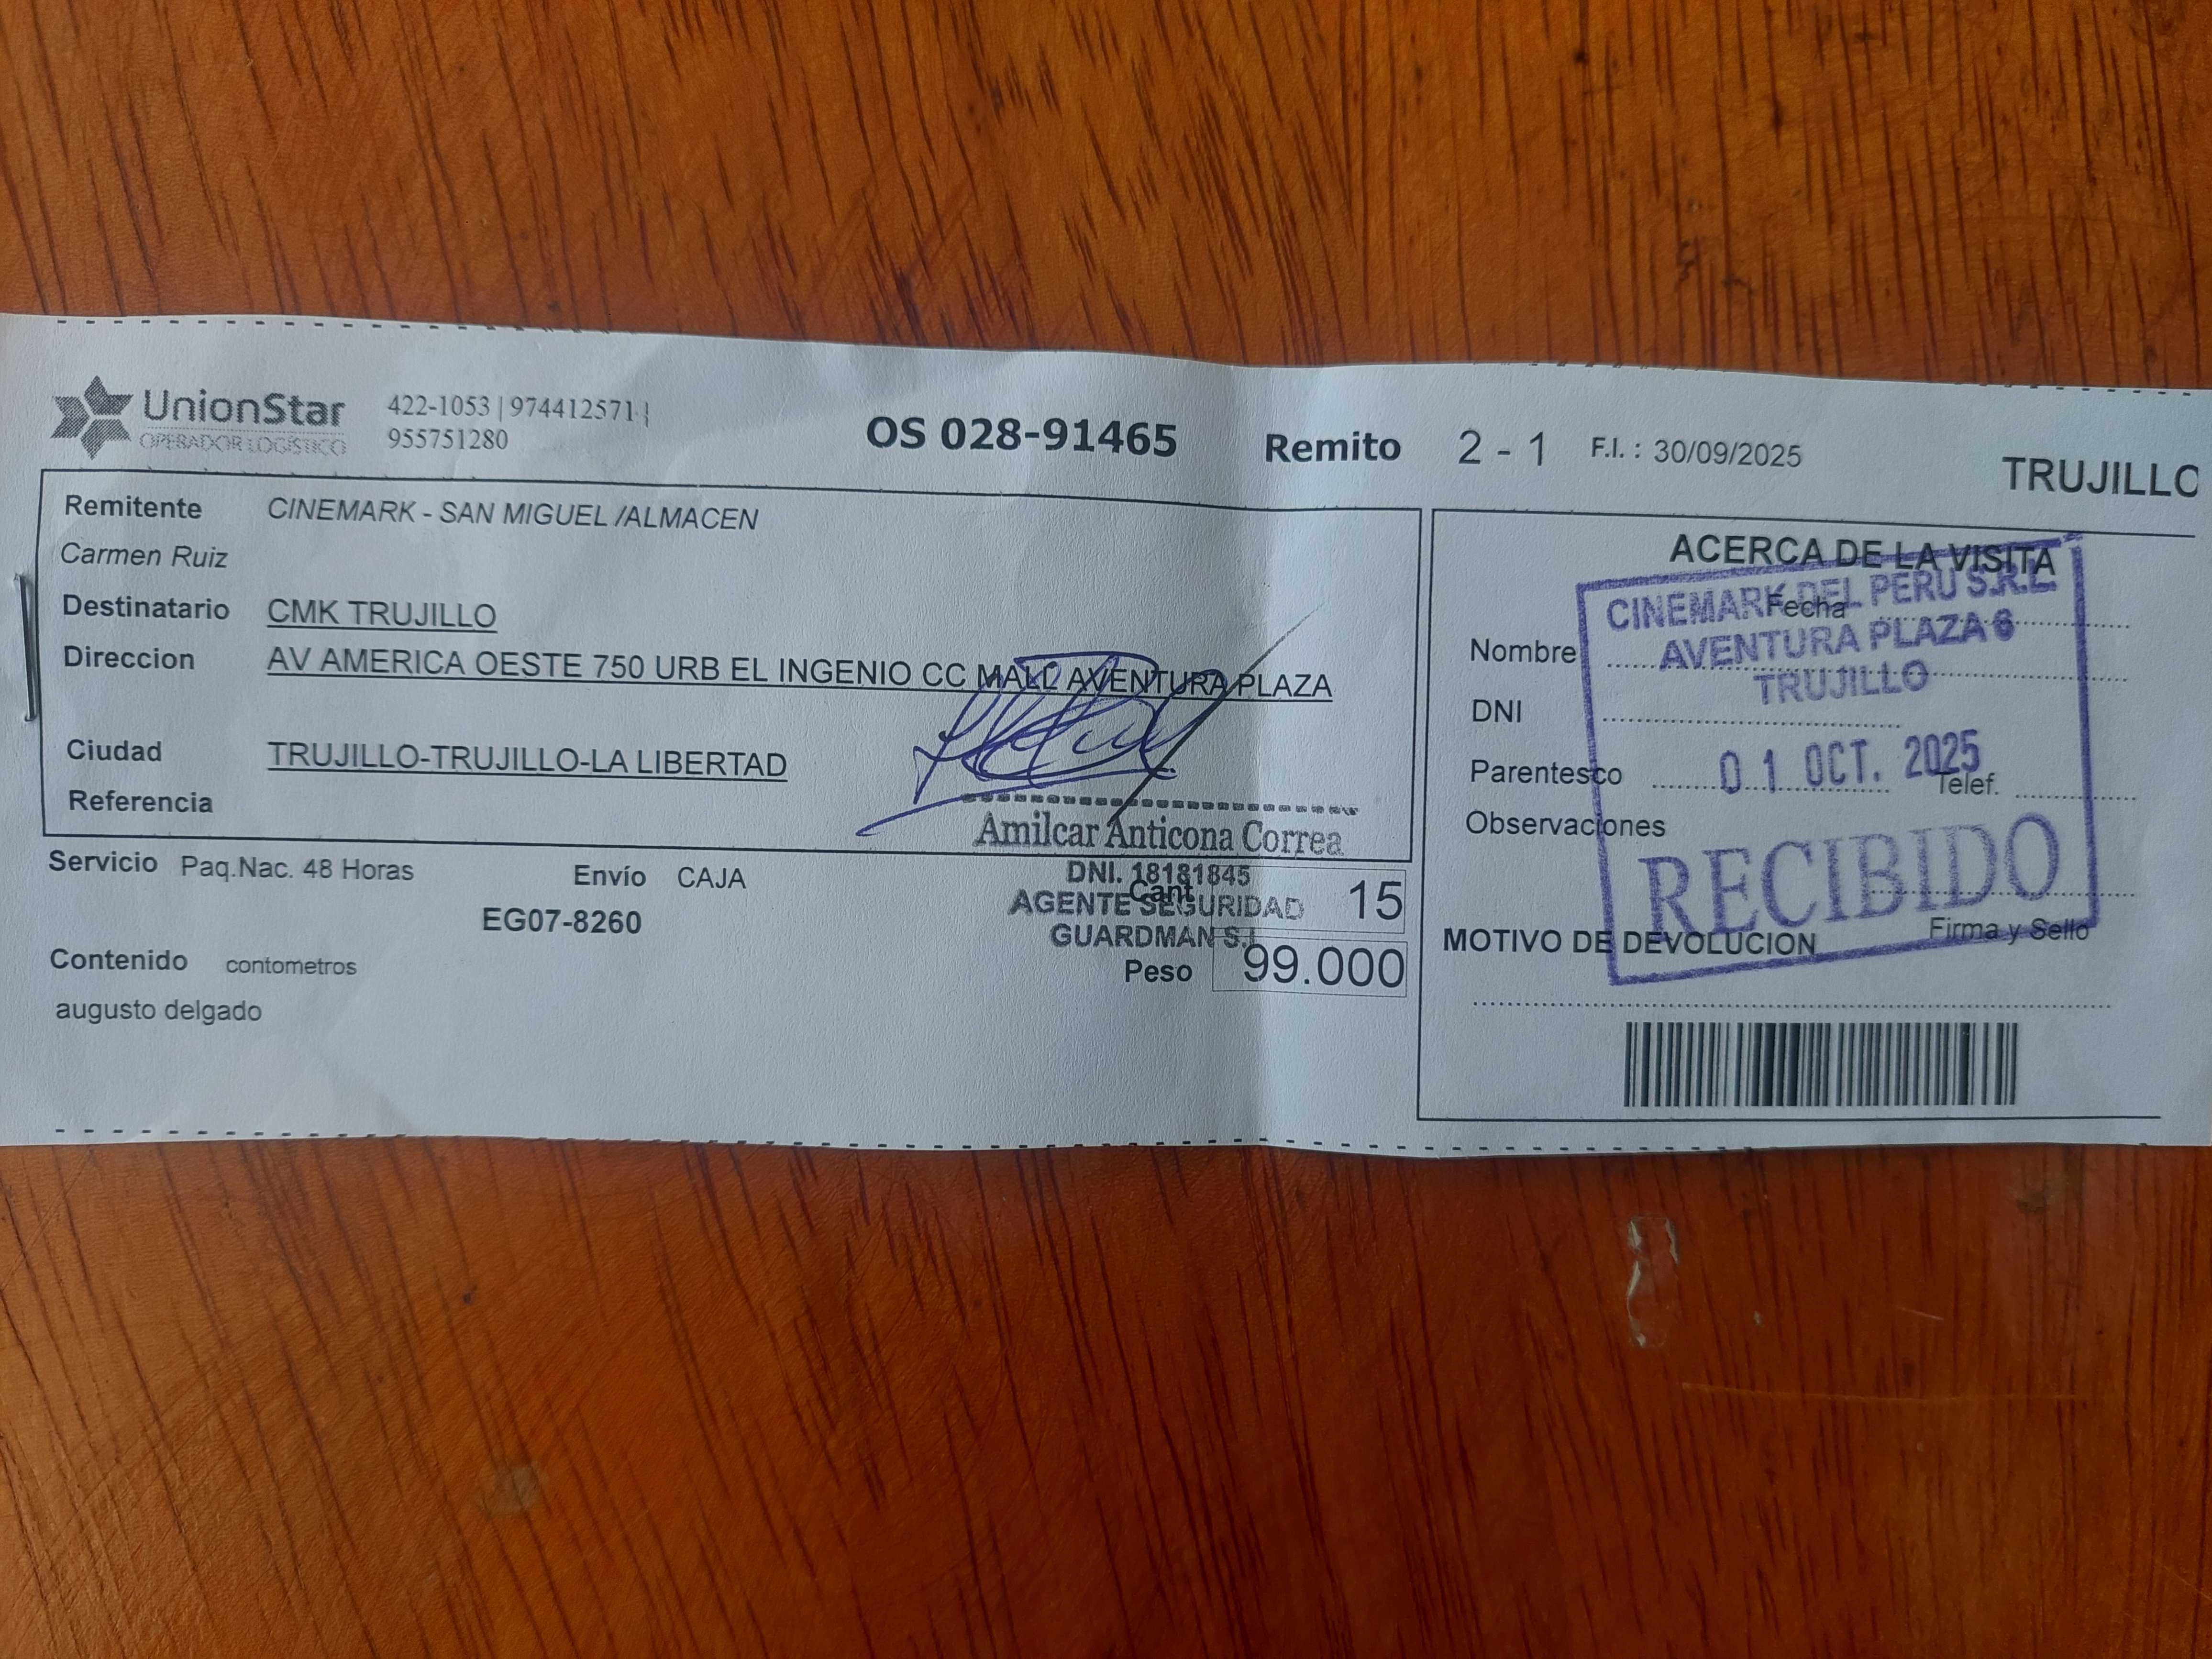 UnionStar
OPERADOR LOGÍSTICO
422-1053 | 974412571 |
955751280
OS 028-91465
Remito 2 - 1
F.I. : 30/09/2025
TRUJILLO
Remitente CINEMARK - SAN MIGUEL /ALMACEN
Carmen Ruiz
Destinatario CMK TRUJILLO
Direccion AV AMERICA OESTE 750 URB EL INGENIO CC MALL AVENTURA PLAZA
Ciudad TRUJILLO-TRUJILLO-LA LIBERTAD
Referencia
Amilcar Anticona Correa
DNI. 18181845
AGENTE SEGURIDAD
GUARDMAN S.
Servicio Paq.Nac. 48 Horas
Envío CAJA
Cant 15
EG07-8260
Contenido contometros
Peso 99.000
augusto delgado
ACERCA DE LA VISITA
Fecha
Nombre
DNI
Parentesco
Telef.
Observaciones
Firma y Sello
MOTIVO DE DEVOLUCION
CINEMARK DEL PERU S.R.L.
AVENTURA PLAZA 6
TRUJILLO
01 OCT. 2025
RECIBIDO